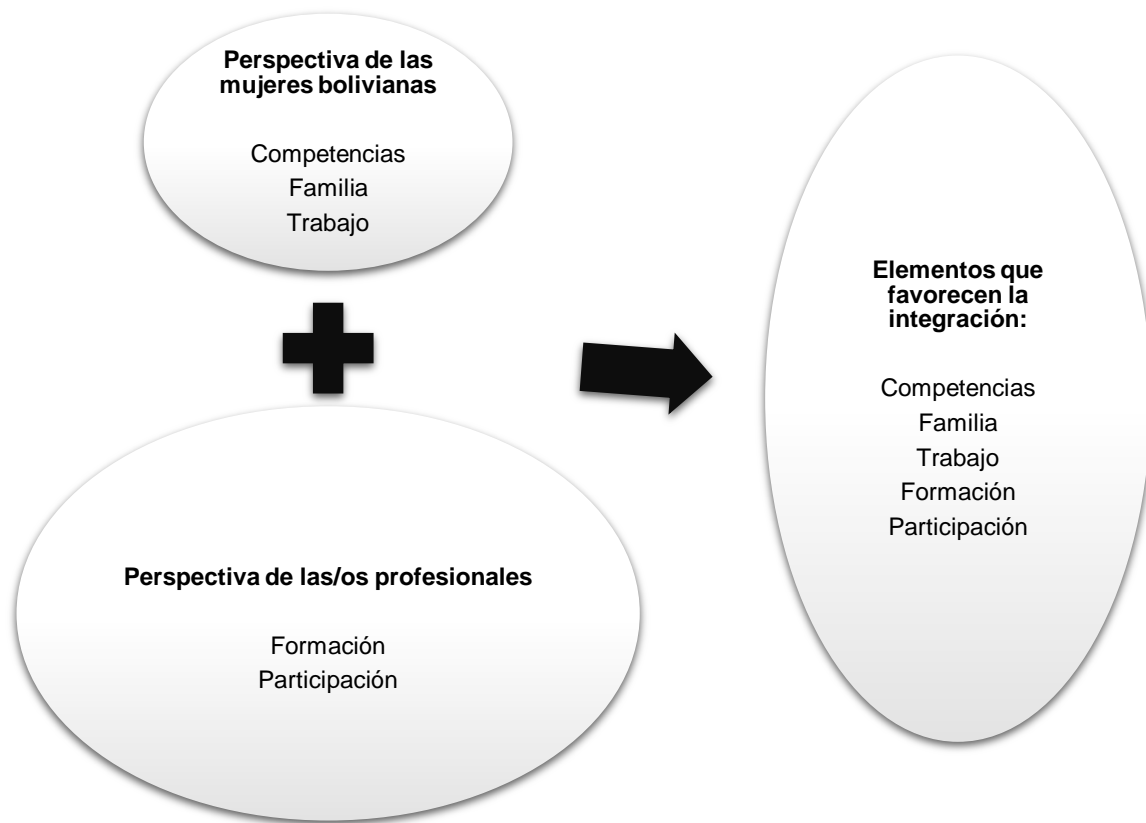 Perspectiva de las
mujeres bolivianas
Competencias
Familia
Trabajo
Perspectiva de las/os profesionales
Formación
Participación
Elementos que
favorecen la
integración:
Competencias
Familia
Trabajo
Formación
Participación